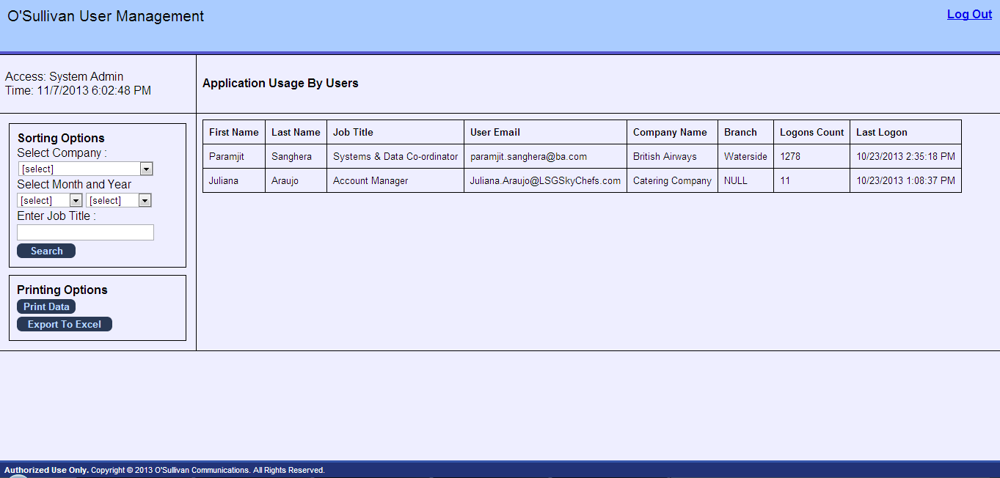 O'Sullivan User Management
Log Out
Access: System Admin
Time: 11/7/2013 6:02:48 PM
Application Usage By Users
Sorting Options
Select Company :
[select]
Select Month and Year
[select] [select]
Enter Job Title :
Search
Printing Options
Print Data
Export To Excel
First Name Last Name Job Title User Email Company Name Branch Logons Count Last Logon
Paramjit Sanghera Systems & Data Co-ordinator paramjit.sanghera@ba.com British Airways Waterside 1278 10/23/2013 2:35:18 PM
Juliana Araujo Account Manager Juliana.Araujo@LSGSkyChefs.com Catering Company NULL 11 10/23/2013 1:08:37 PM
Authorized Use Only. Copyright © 2013 O'Sullivan Communications. All Rights Reserved.